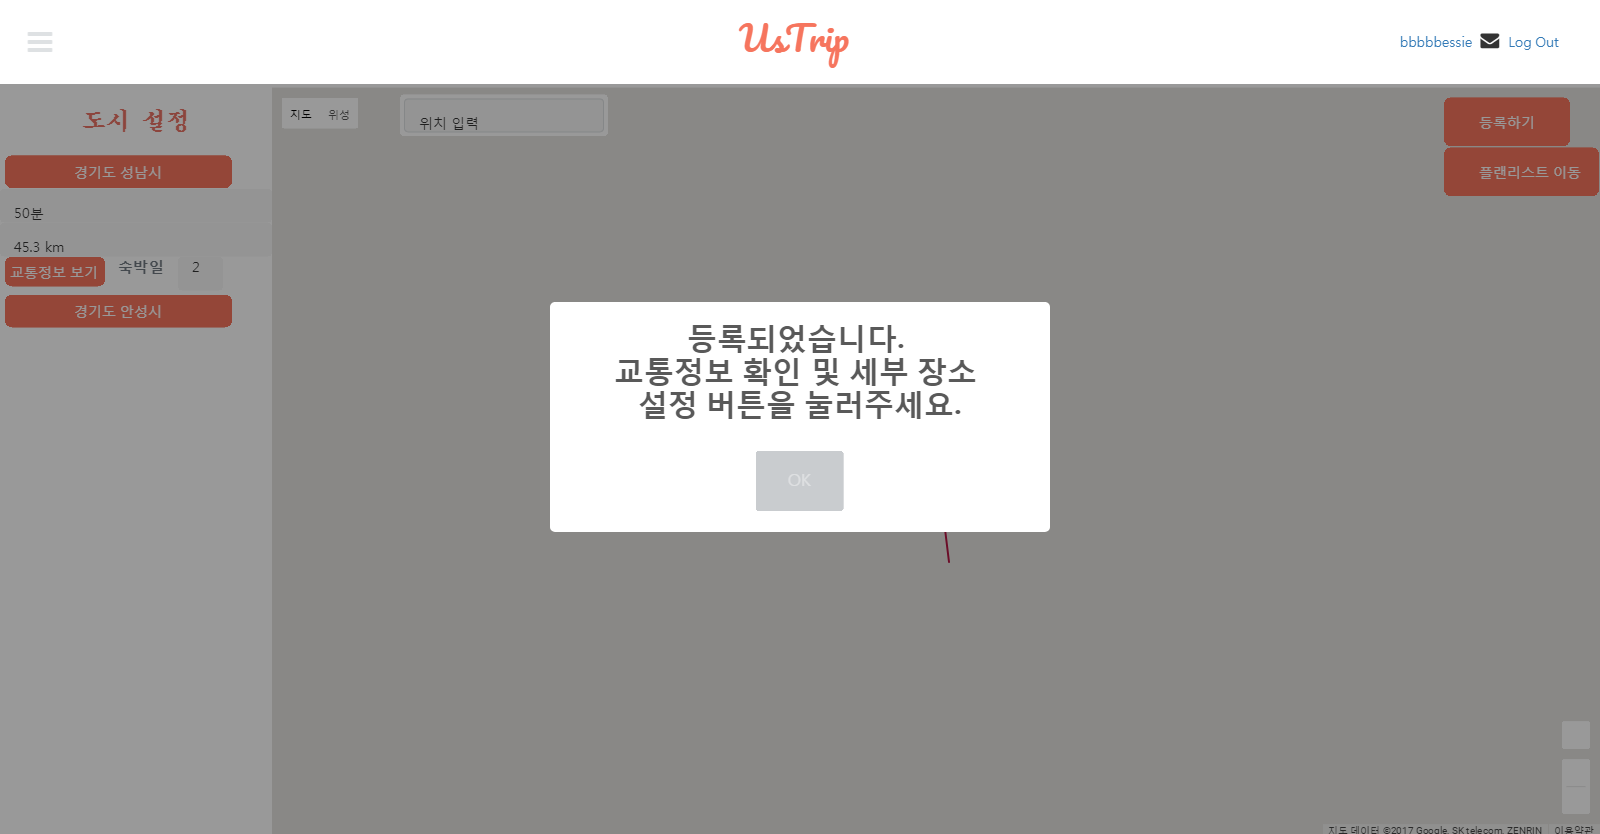 UsTrip
bbbbbessie
Log Out
도시 설정
지도 위성
위치 입력
등록하기
플랜리스트 이동
경기도 성남시
50분
45.3 km
교통정보 보기 숙박일 2
경기도 안성시
등록되었습니다.
교통정보 확인 및 세부 장소
설정 버튼을 눌러주세요.
OK
지도 데이터 ©2017 Google, SK telecom, ZENRIN 이용약관